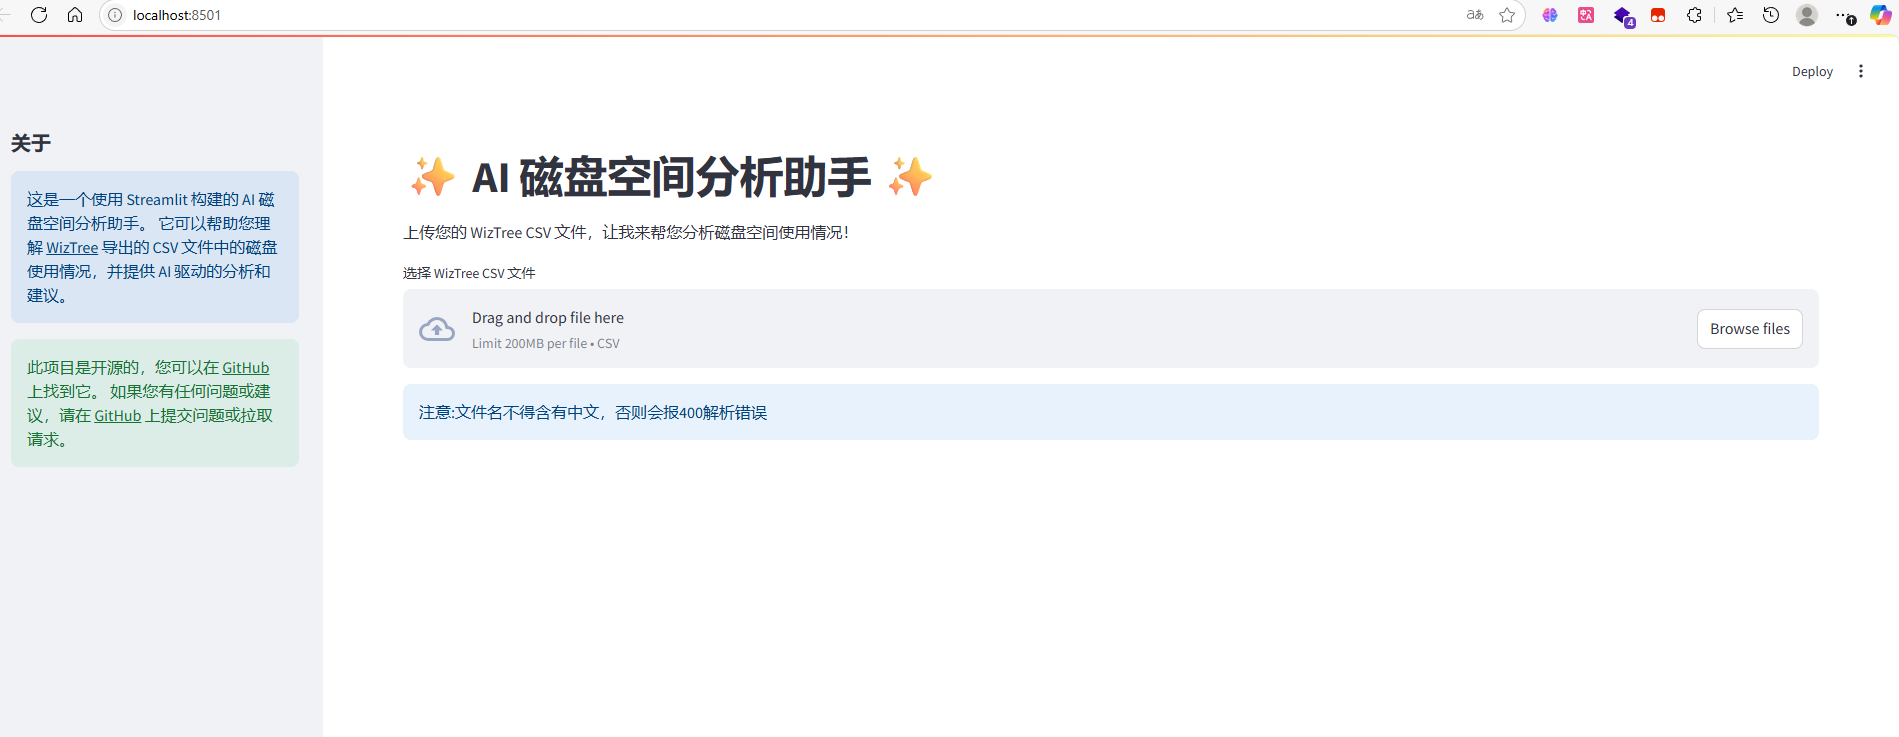 localhost:8501
Deploy
关于
这是一个使用 Streamlit 构建的 AI 磁
盘空间分析助手。 它可以帮助您理
解 WizTree 导出的 CSV 文件中的磁盘
使用情况，并提供 AI 驱动的分析和
建议。
此项目是开源的，您可以在 GitHub
上找到它。 如果您有任何问题或建
议，请在 GitHub 上提交问题或拉取
请求。
✨ AI 磁盘空间分析助手 ✨
上传您的 WizTree CSV 文件，让我来帮您分析磁盘空间使用情况！
选择 WizTree CSV 文件
Drag and drop file here
Limit 200MB per file • CSV
Browse files
注意:文件名不得含有中文，否则会报400解析错误